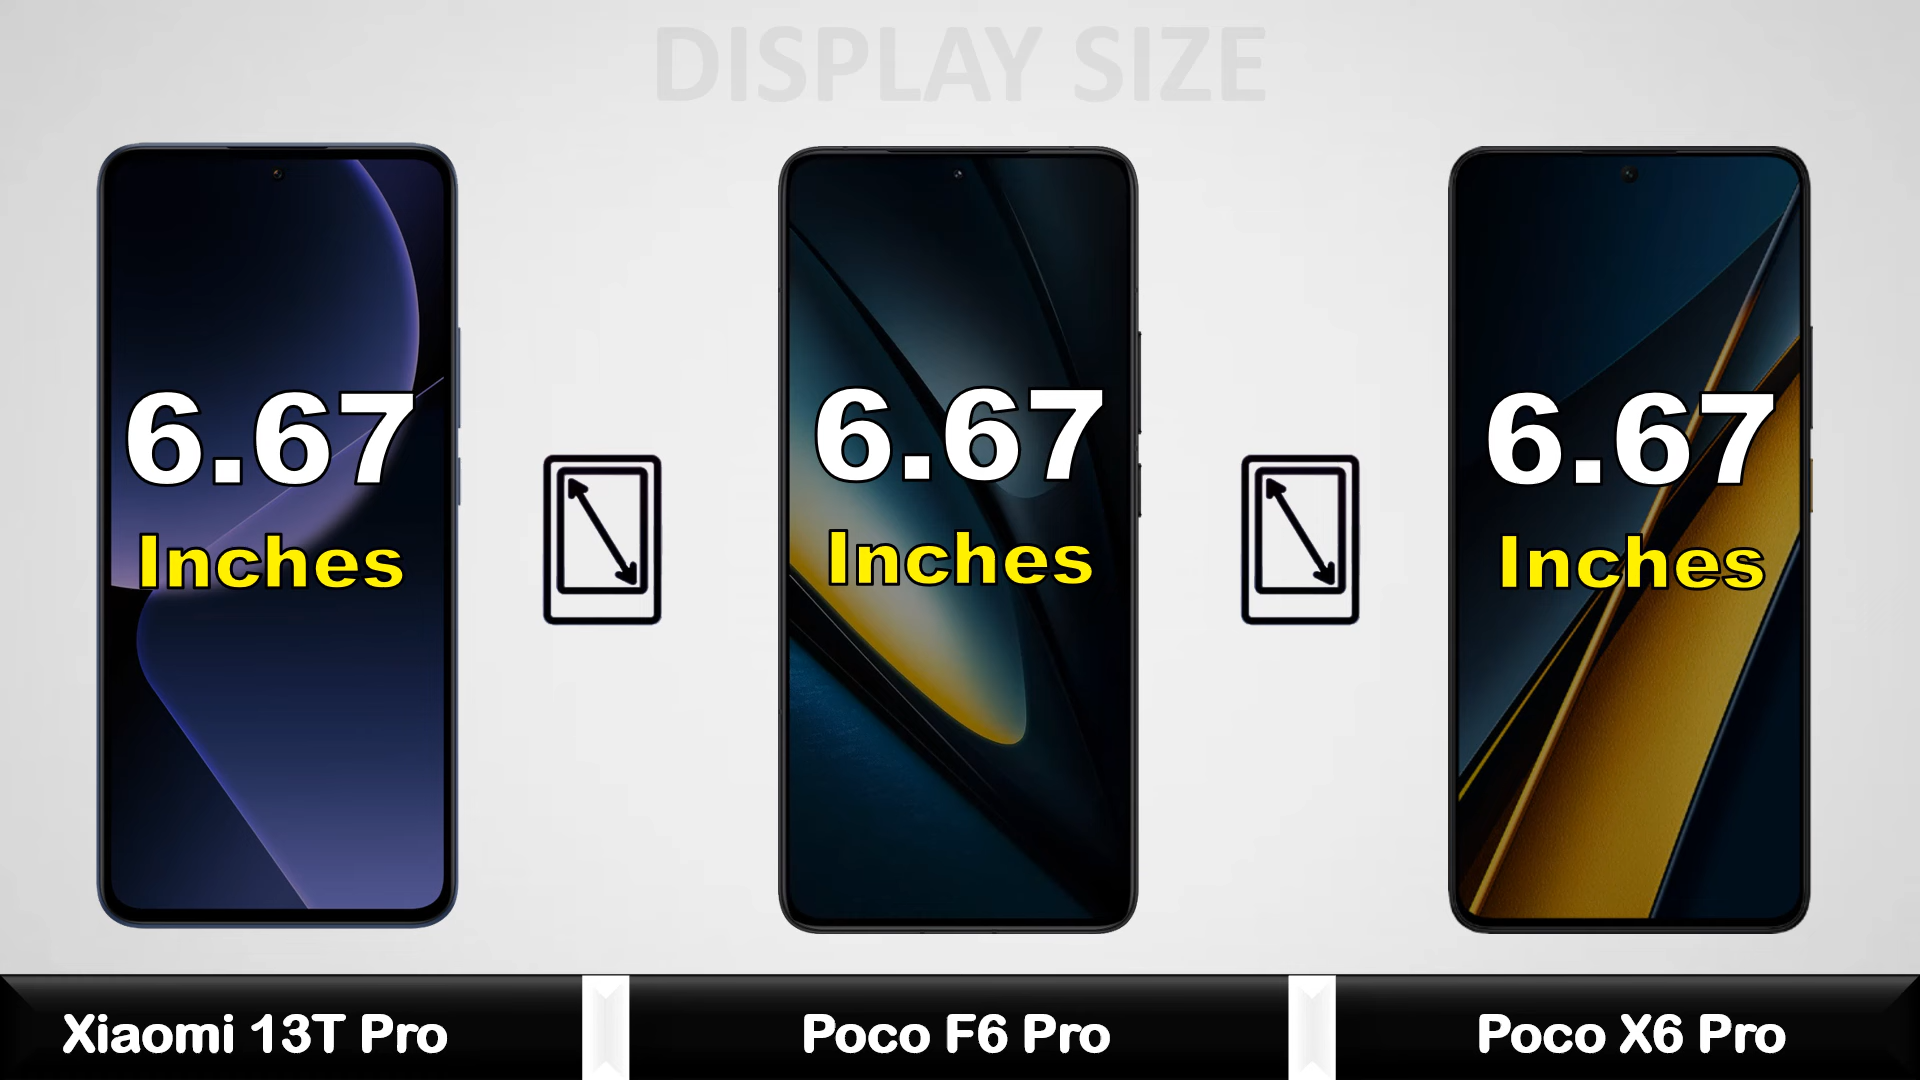 DISPLAY SIZE
6.67
Inches
6.67
Inches
6.67
Inches
Xiaomi 13T Pro
Poco F6 Pro
Poco X6 Pro